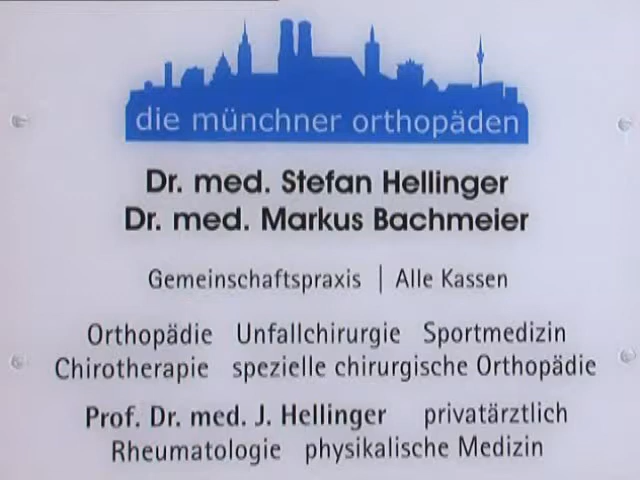 die münchner orthopäden
Dr. med. Stefan Hellinger
Dr. med. Markus Bachmeier
Gemeinschaftspraxis | Alle Kassen
Orthopädie Unfallchirurgie Sportmedizin
Chirotherapie spezielle chirurgische Orthopädie
Prof. Dr. med. J. Hellinger privatärztlich
Rheumatologie physikalische Medizin